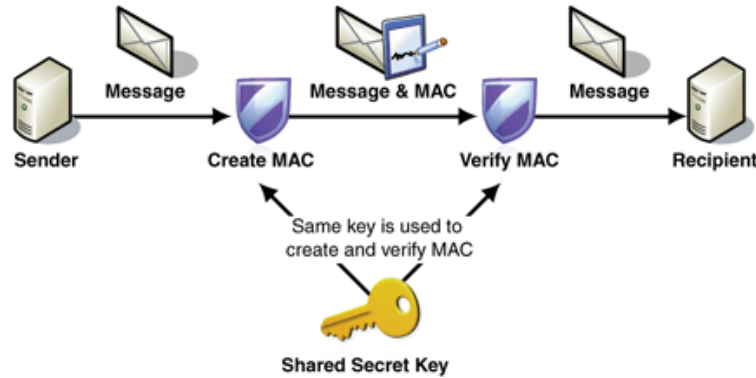 Message
Message & MAC
Message
Sender
Create MAC
Verify MAC
Recipient
Same key is used to
create and verify MAC
Shared Secret Key